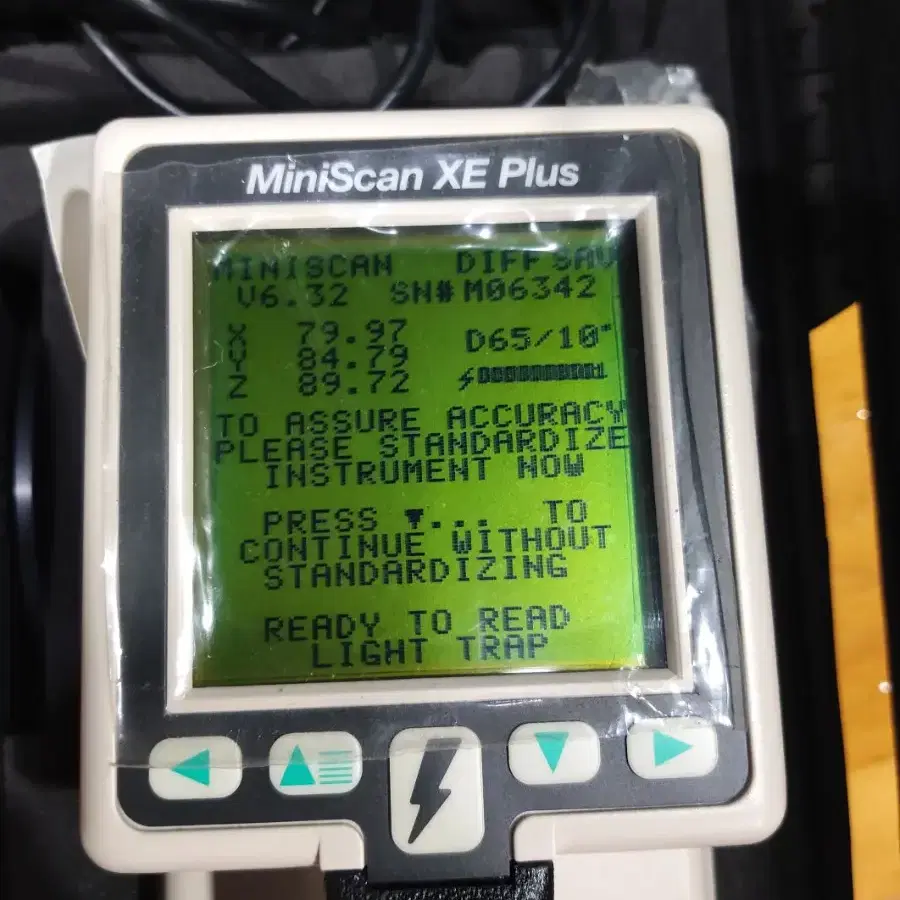 MiniScan XE Plus
MINISCAN DIFF SAV
V6.32 SN# M06342
X 79.97 D65/10°
Y 84.79
Z 89.72
TO ASSURE ACCURACY
PLEASE STANDARDIZE
INSTRUMENT NOW
PRESS ▼... TO
CONTINUE WITHOUT
STANDARDIZING
READY TO READ
LIGHT TRAP